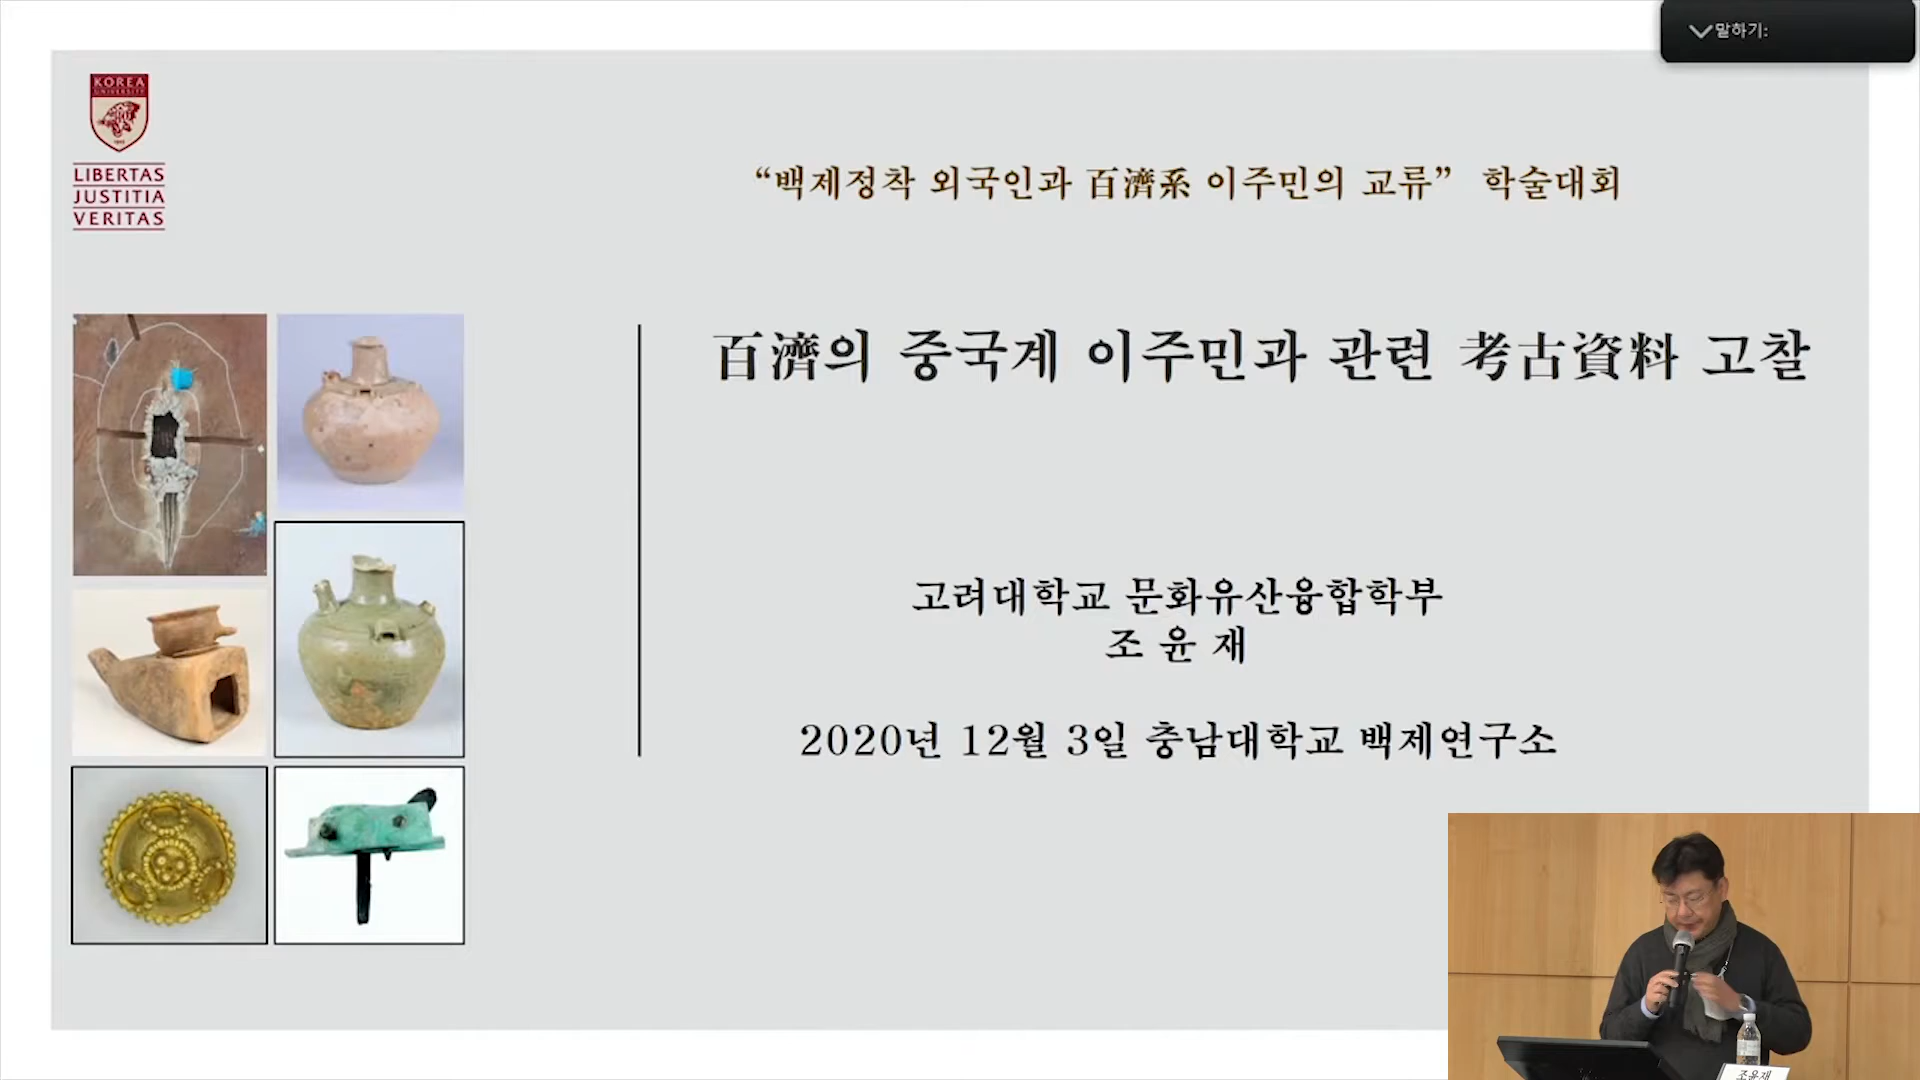 말하기:
KOREA
UNIVERSITY
LIBERTAS
JUSTITIA
VERITAS
“백제정착 외국인과 百濟系 이주민의 교류” 학술대회
百濟의 중국계 이주민과 관련 考古資料 고찰
고려대학교 문화유산융합학부
조 윤 재
2020년 12월 3일 충남대학교 백제연구소
조윤재